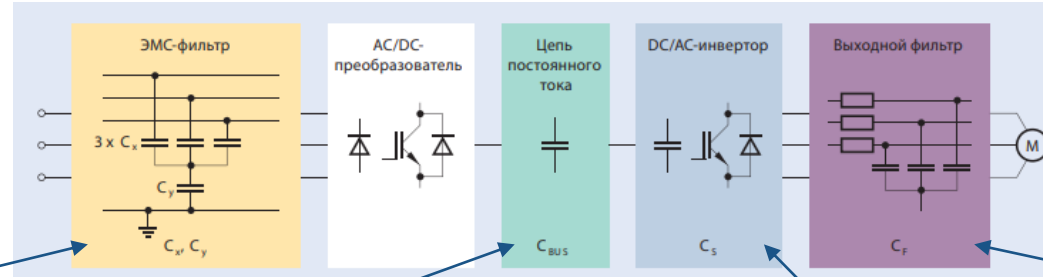 ЭМС-фильтр
3 x Cx
Cy
Cx, Cy
AC/DC-
преобразователь
Цепь
постоянного
тока
CBUS
DC/AC-инвертор
CS
Выходной фильтр
CF
M